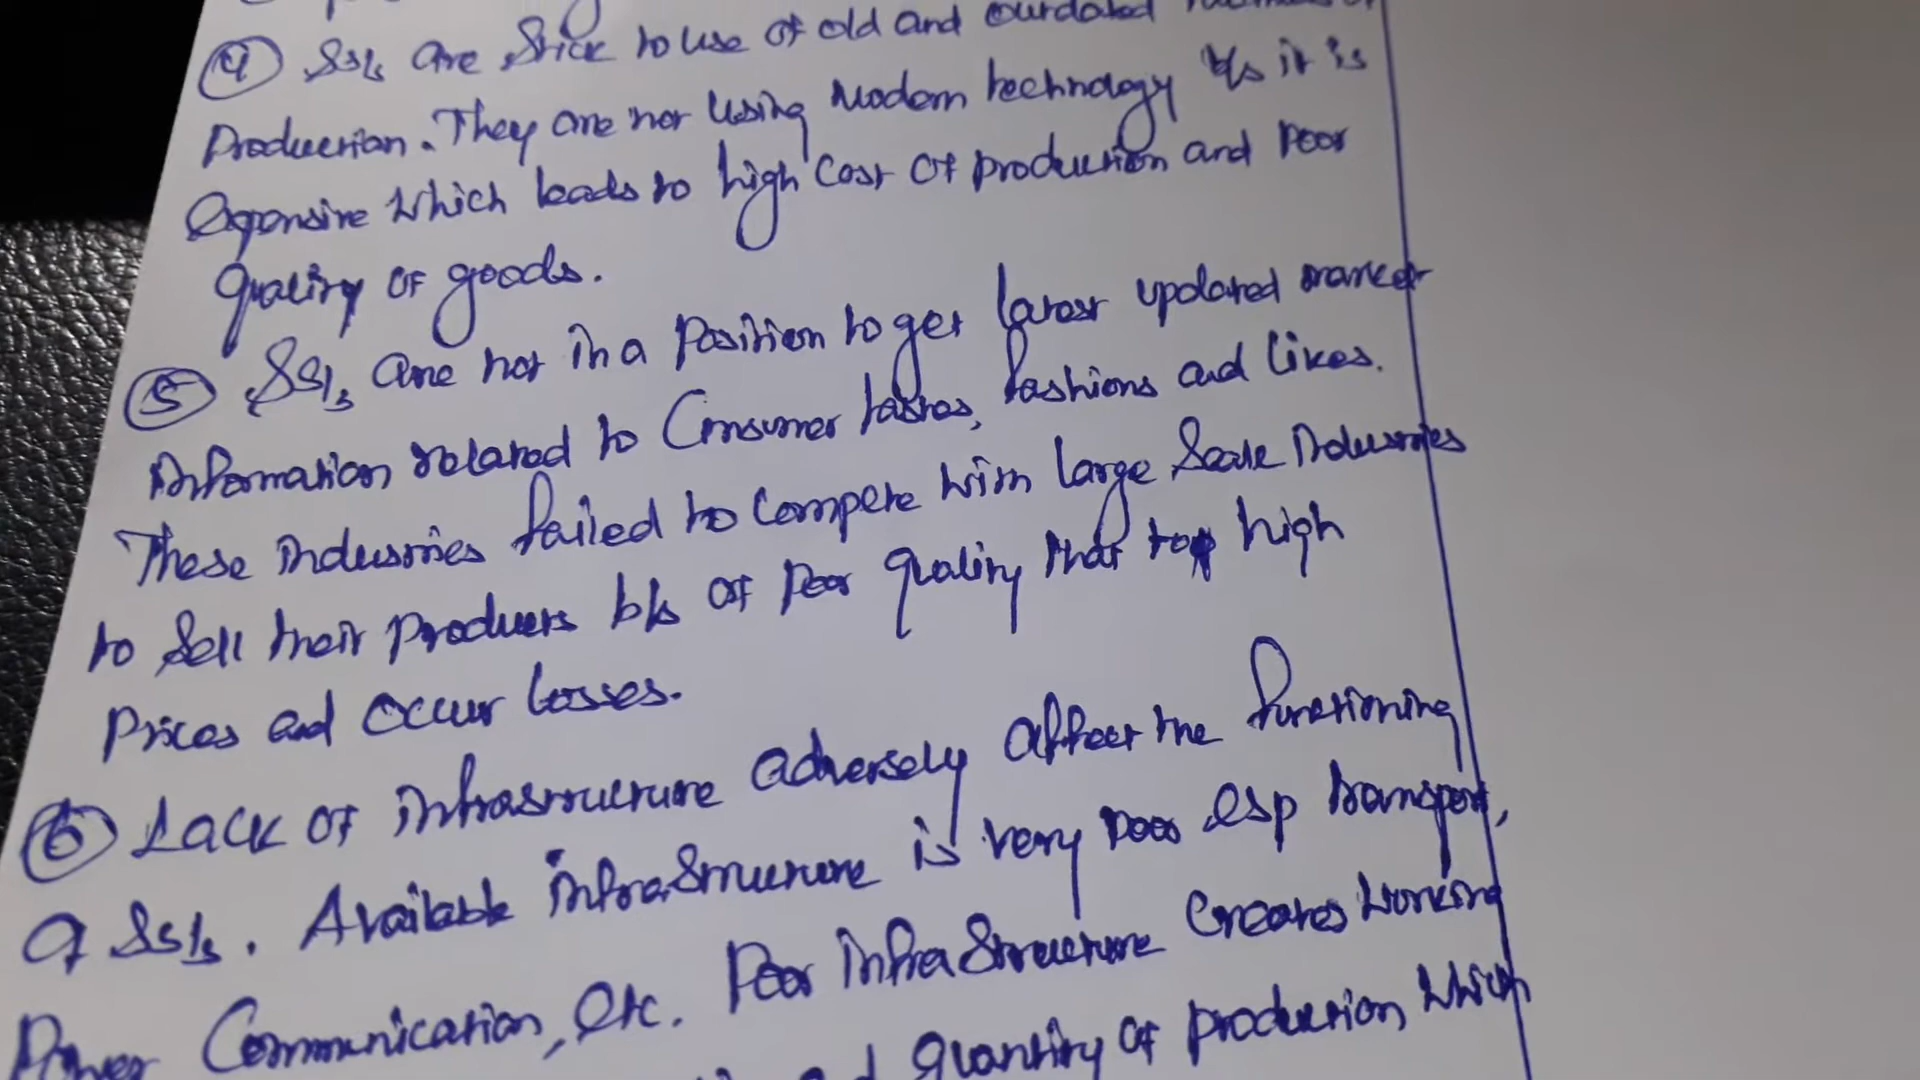 ④ SSIs are stick to use of old and outdated
Production. They are not using modern technology b/s it is
expensive which leads to high cost of production and Poor
quality of goods.
⑤ SSIs are not in a Position to get latest updated market
information related to Consumer tastes, fashions and likes.
These industries failed to compete with large Scale Industries
to Sell their Products b/s of Poor quality that too high
Prices and occur losses.
⑥ Lack of infrastructure adversely affect the functioning
of SSIs. Available infrastructure is very Poor esp transport,
Power Communication, etc. Poor infrastructure creates working
quantity of production which